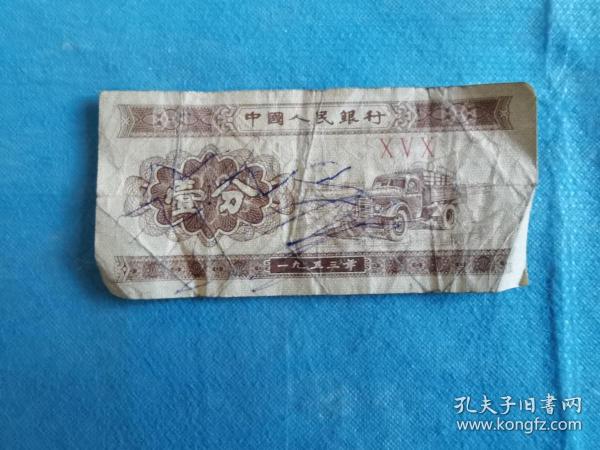 中國人民銀行
XVX
壹分
一九五三年
孔夫子旧書网
www.kongfz.com